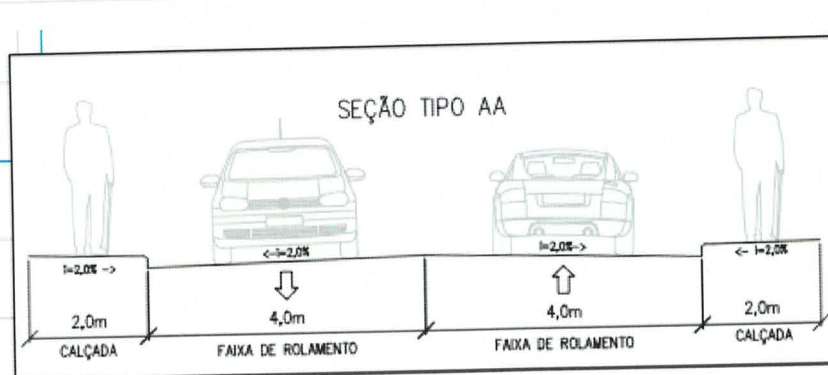 SEÇÃO TIPO AA
i=2,0% -> <-i=2,0% i=2,0%-> <- i=2,0%
2,0m 4,0m 4,0m 2,0m
CALÇADA FAIXA DE ROLAMENTO FAIXA DE ROLAMENTO CALÇADA